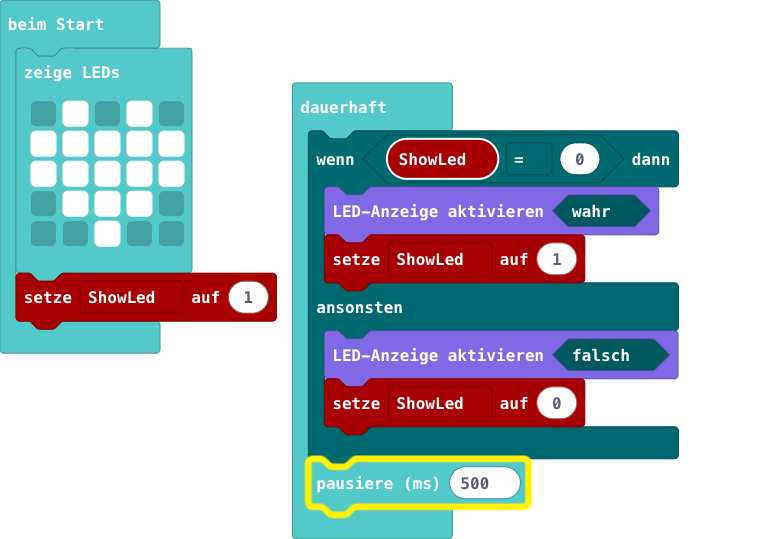 beim Start
zeige LEDs
setze ShowLed auf 1
dauerhaft
wenn ShowLed = 0 dann
LED-Anzeige aktivieren wahr
setze ShowLed auf 1
ansonsten
LED-Anzeige aktivieren falsch
setze ShowLed auf 0
pausiere (ms) 500